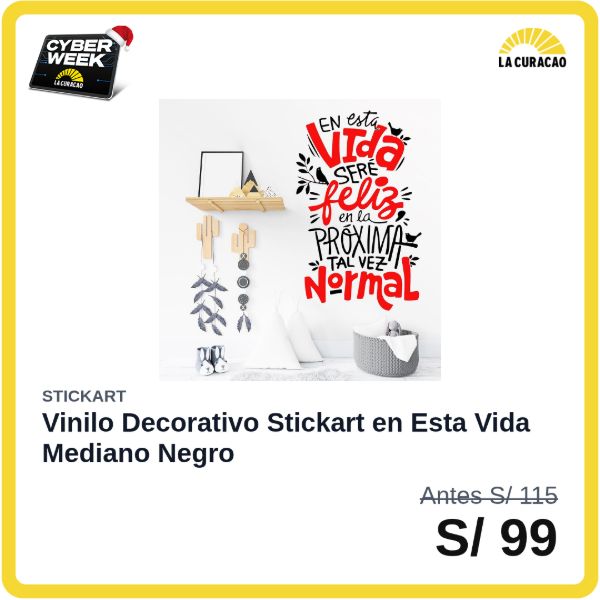 CYBER
WEEK
LA CURACAO
LA CURACAO
EN esta
Vida
SERÉ
feliz
en la
PRÓXIMA
TAL VEZ
NormaL
STICKART
Vinilo Decorativo Stickart en Esta Vida
Mediano Negro
Antes S/ 115
S/ 99